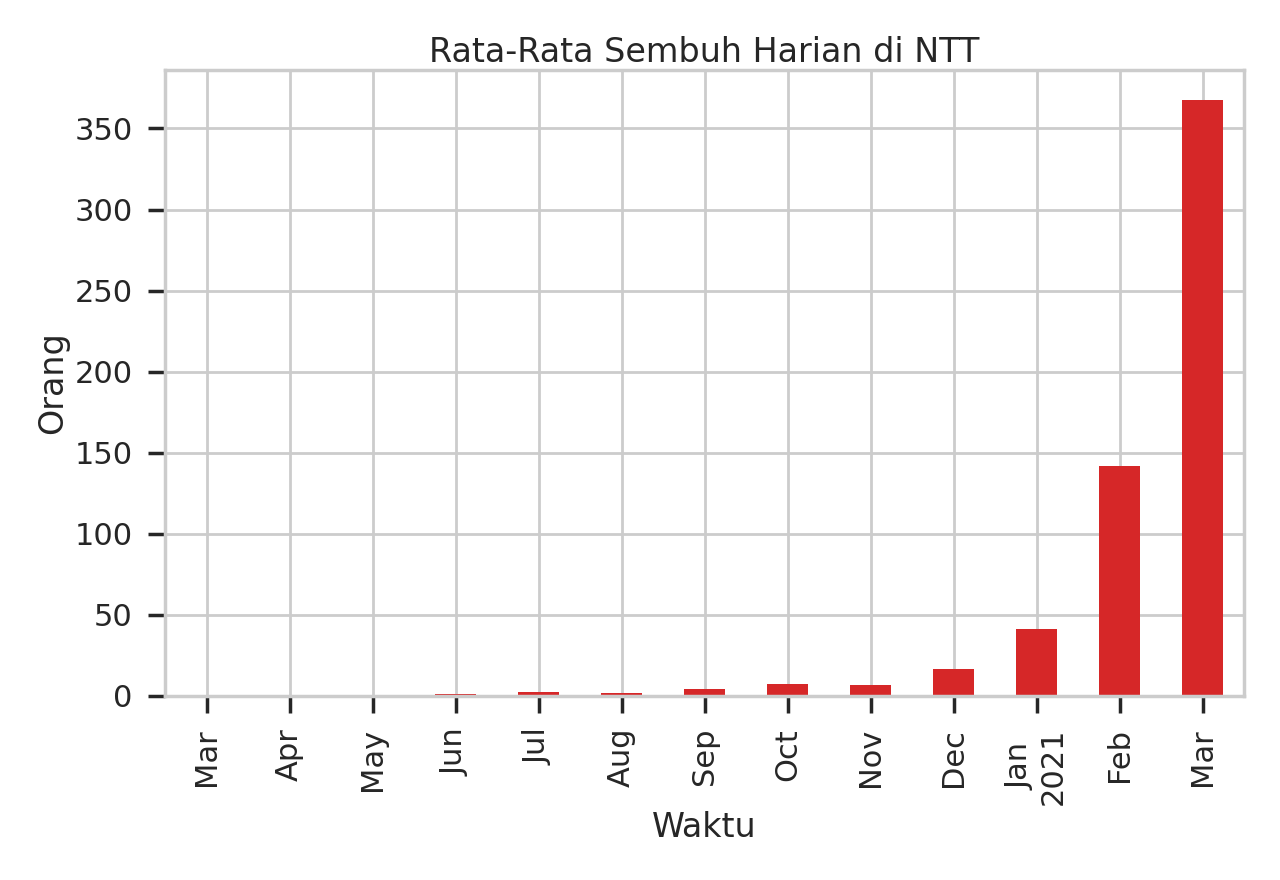 Rata-Rata Sembuh Harian di NTT
Orang
350
300
250
200
150
100
50
0
Mar
Apr
May
Jun
Jul
Aug
Sep
Oct
Nov
Dec
Jan
2021
Feb
Mar
Waktu